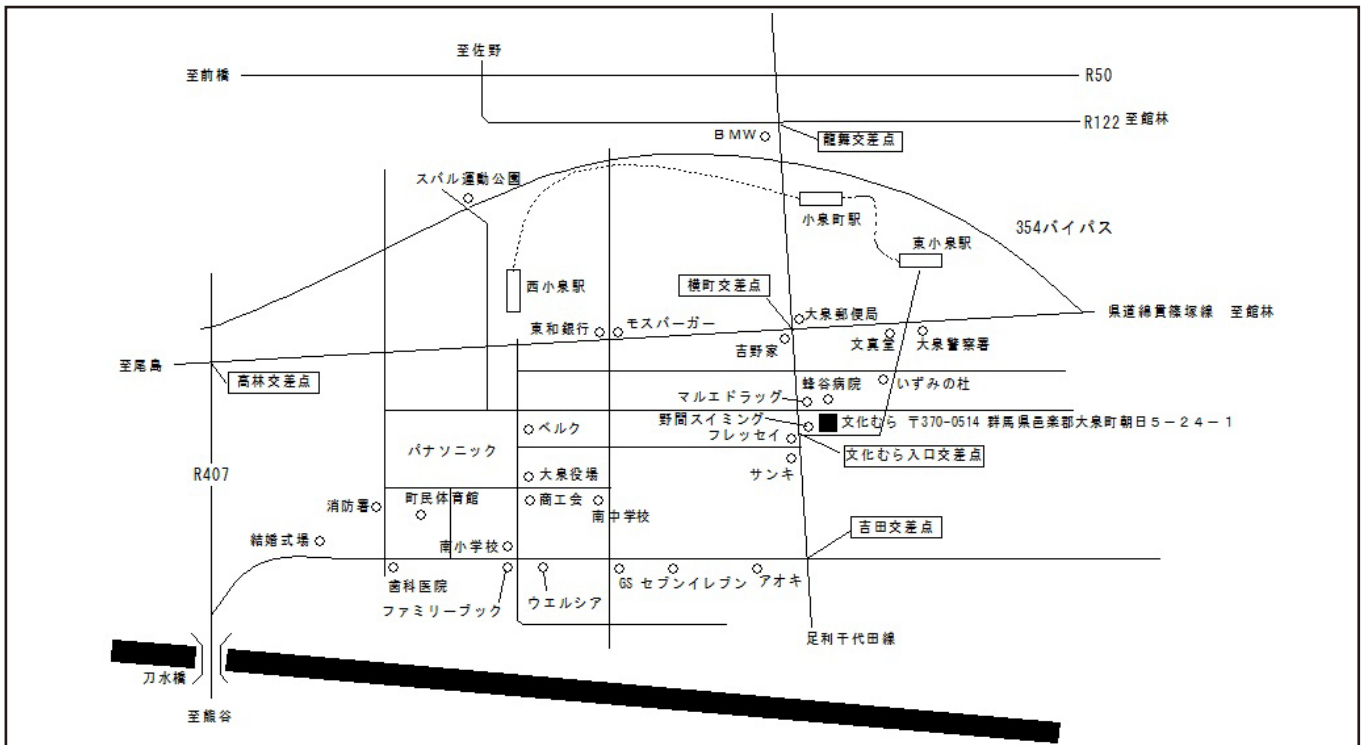 至佐野
至前橋
R50
R122 至館林
BMW
龍舞交差点
スバル運動公園
小泉町駅
354バイパス
東小泉駅
西小泉駅
横町交差点
大泉郵便局
県道綿貫篠塚線 至館林
東和銀行
モスバーガー
吉野家
文真堂
大泉警察署
至尾島
高林交差点
蜂谷病院
いずみの杜
マルエドラッグ
野間スイミング
文化むら 〒370-0514 群馬県邑楽郡大泉町朝日5-24-1
ベルク
フレッセイ
パナソニック
文化むら入口交差点
R407
大泉役場
サンキ
消防署
町民体育館
商工会
南中学校
吉田交差点
結婚式場
南小学校
歯科医院
GS
セブンイレブン
アオキ
ファミリーブック
ウエルシア
足利千代田線
刀水橋
至熊谷